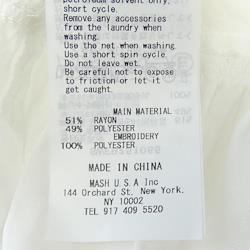 petroleum solvent only,
short cycle.
Remove any accessories
from the laundry when
washing.
Use the net when washing.
Use a short spin cycle.
Do not leave wet.
Be careful not to expose
to friction or let it
get caught.
MAIN MATERIAL
51% RAYON
49% POLYESTER
EMBROIDERY
100% POLYESTER
MADE IN CHINA
MASH U.S.A Inc
144 Orchard St. New York.
NY 10002
TEL 917 409 5520